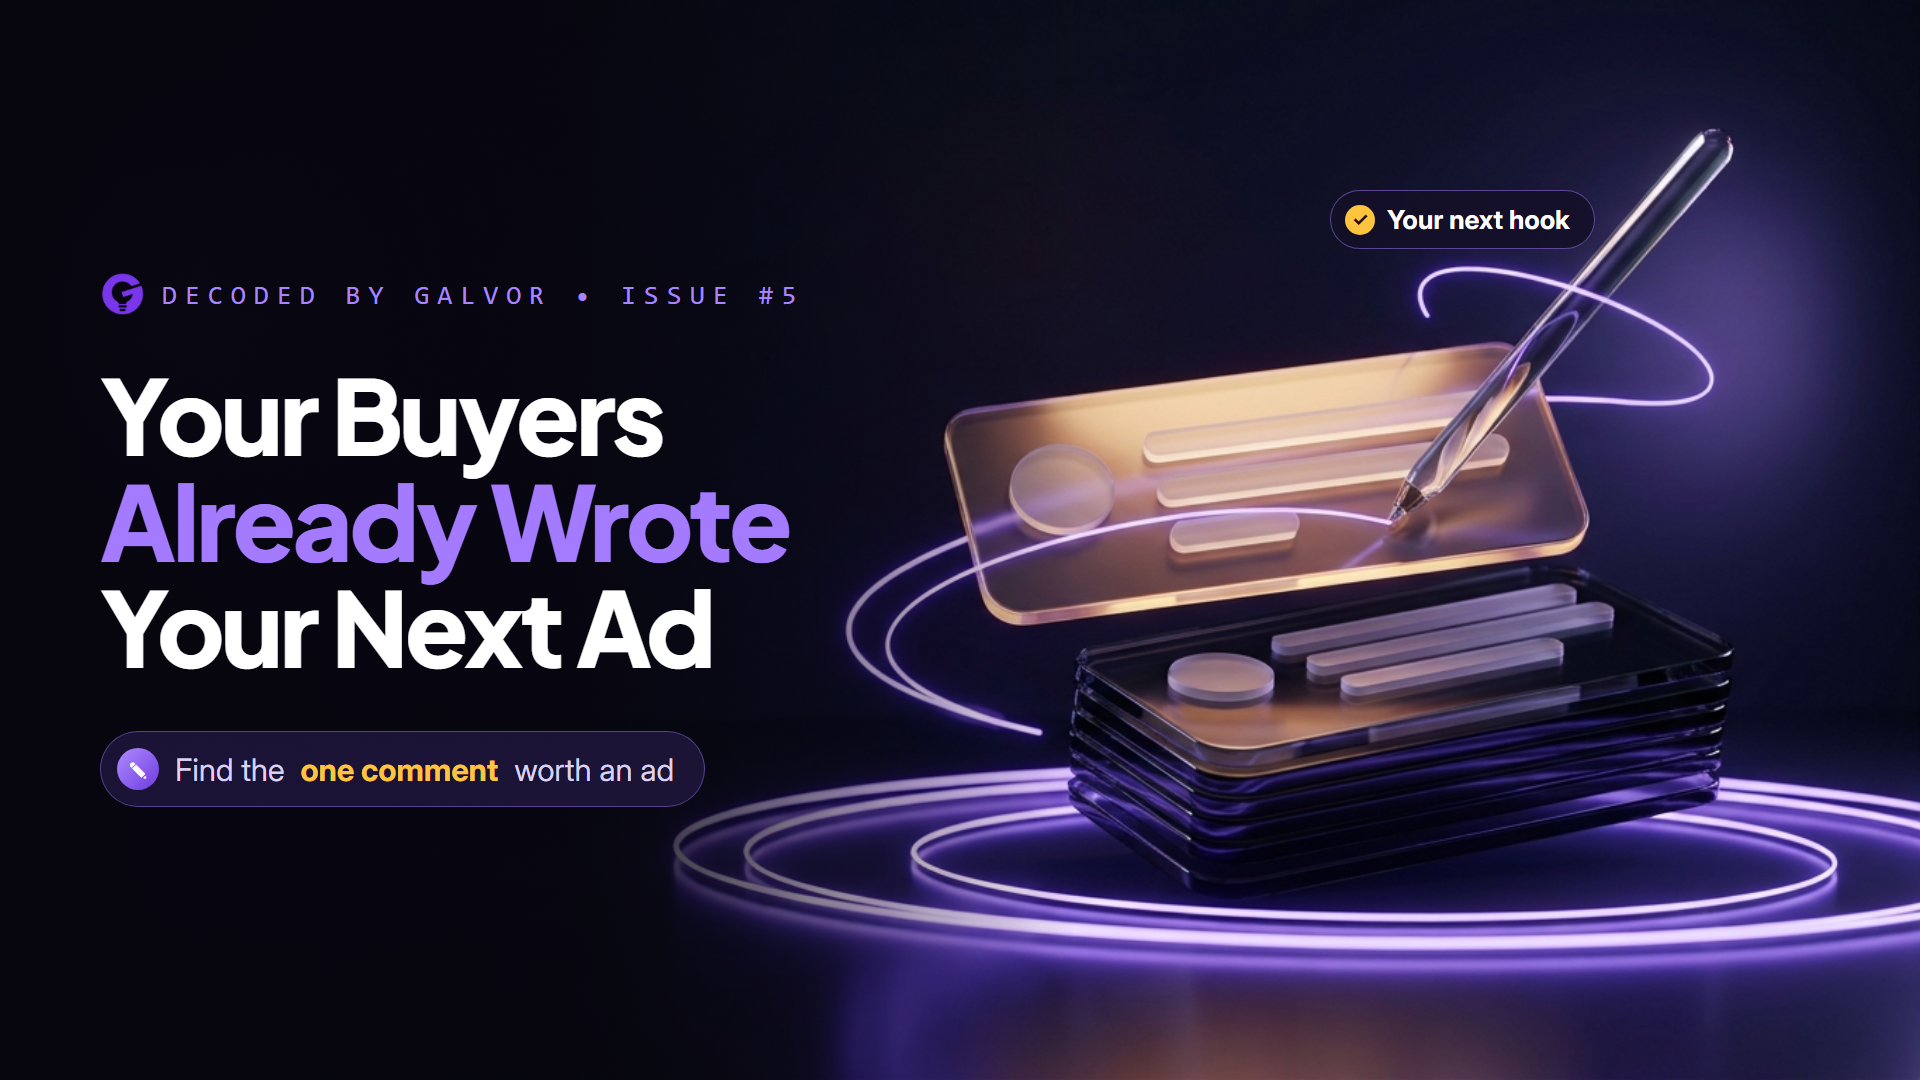 DECODED BY GALVOR • ISSUE #5
Your Buyers
Already Wrote
Your Next Ad
Find the one comment worth an ad
Your next hook